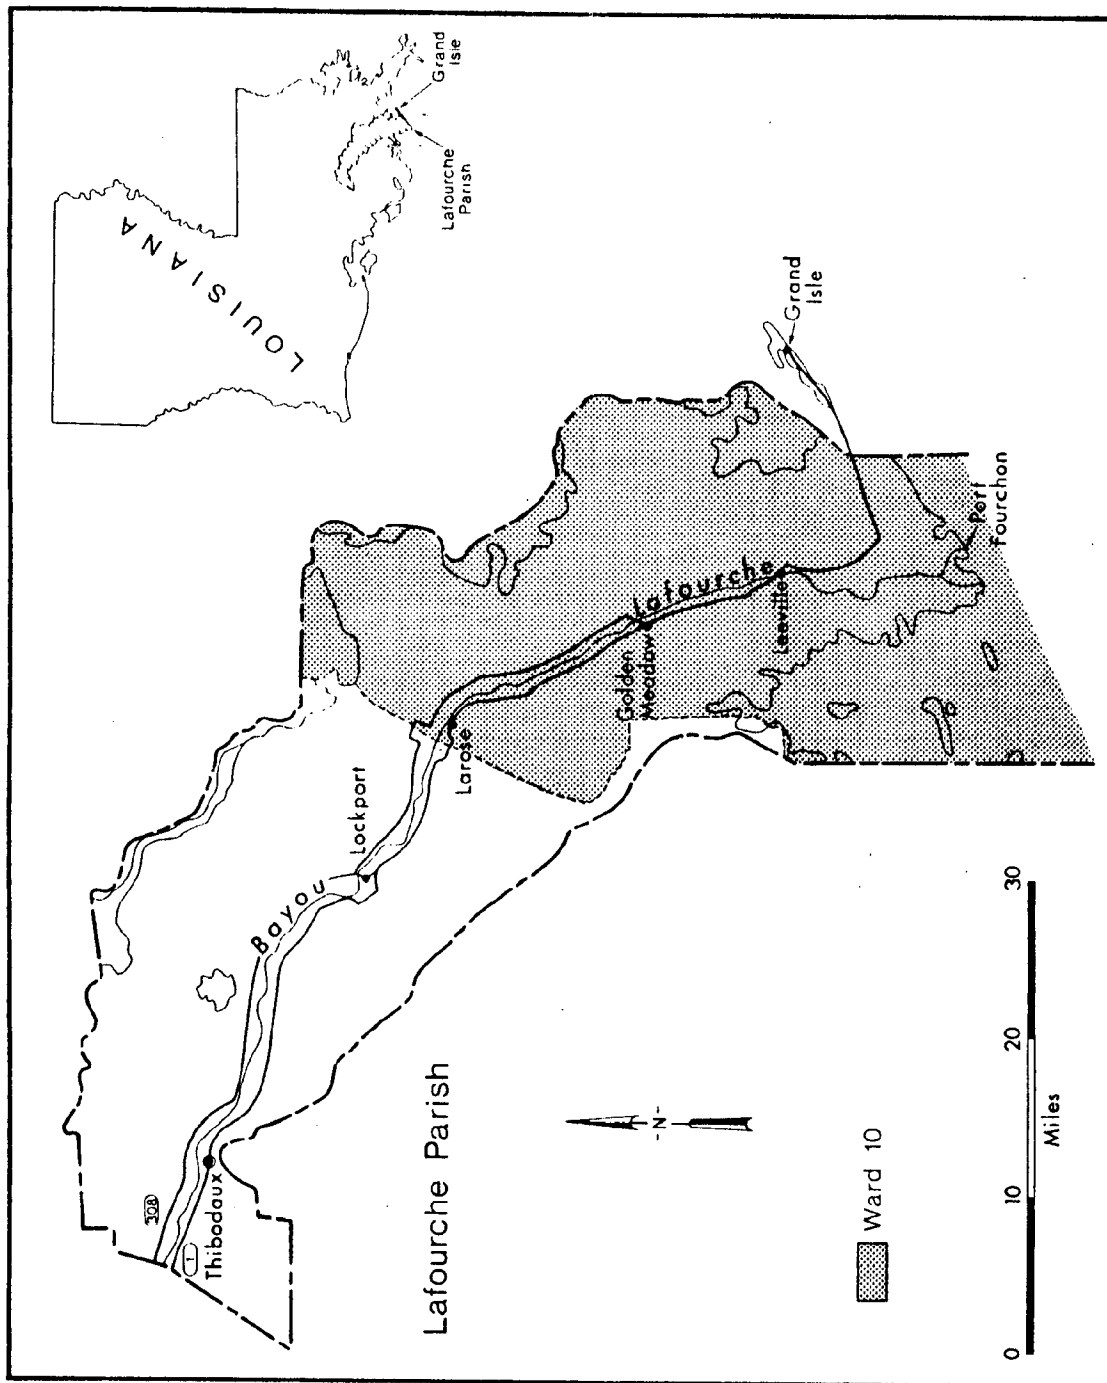 LOUISIANA
Grand
Isle
Lafourche
Parish
308
1
Thibodaux
Bayou
Lockport
Larose
Lafourche
Golden
Meadow
Leeville
Grand
Isle
Port
Fourchon
Lafourche Parish
-N-
Ward 10
0 10 20 30
Miles